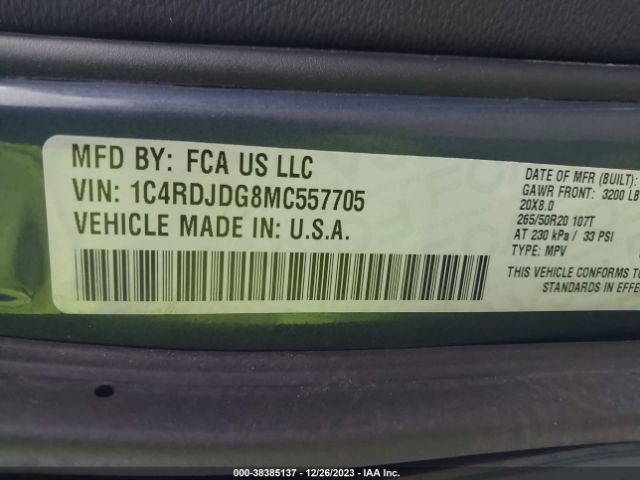 MFD BY: FCA US LLC
VIN: 1C4RDJDG8MC557705
VEHICLE MADE IN: U.S.A.
DATE OF MFR (BUILT):
GAWR FRONT: 3200 LB
20X8.0
265/50R20 107T
AT 230 kPa / 33 PSI
TYPE: MPV
THIS VEHICLE CONFORMS TO
STANDARDS IN EFFE
000-38385137 - 12/26/2023 - IAA Inc.